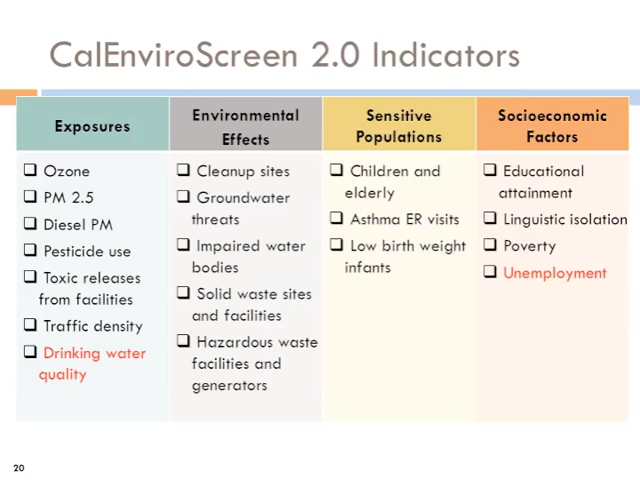 CalEnviroScreen 2.0 Indicators
Exposures
❑ Ozone
❑ PM 2.5
❑ Diesel PM
❑ Pesticide use
❑ Toxic releases
from facilities
❑ Traffic density
❑ Drinking water
quality
Environmental
Effects
❑ Cleanup sites
❑ Groundwater
threats
❑ Impaired water
bodies
❑ Solid waste sites
and facilities
❑ Hazardous waste
facilities and
generators
Sensitive
Populations
❑ Children and
elderly
❑ Asthma ER visits
❑ Low birth weight
infants
Socioeconomic
Factors
❑ Educational
attainment
❑ Linguistic isolation
❑ Poverty
❑ Unemployment
20